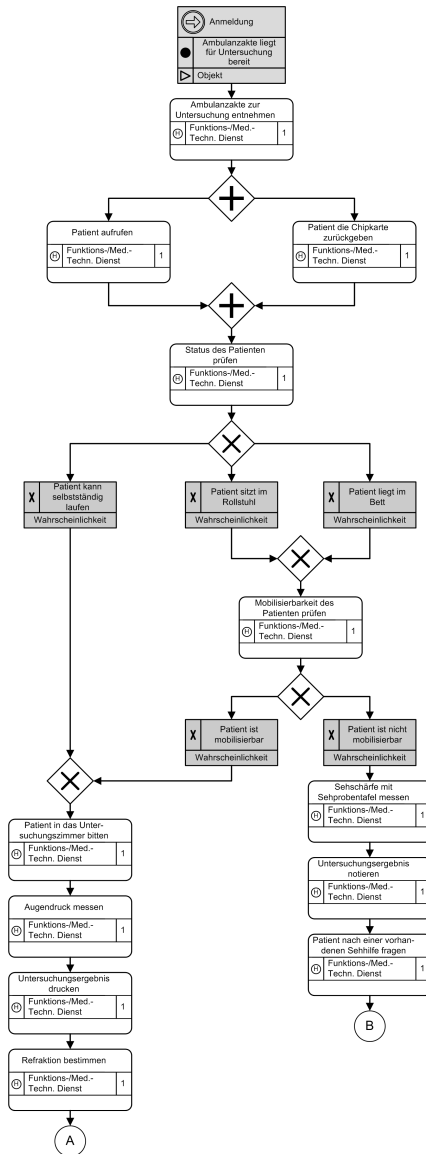 Anmeldung
Ambulanzakte liegt
für Untersuchung
bereit
Objekt
Ambulanzakte zur
Untersuchung entnehmen
H Funktions-/Med.- 1
Techn. Dienst
Patient aufrufen
H Funktions-/Med.- 1
Techn. Dienst
Patient die Chipkarte
zurückgeben
H Funktions-/Med.- 1
Techn. Dienst
Status des Patienten
prüfen
H Funktions-/Med.- 1
Techn. Dienst
X Patient kann
selbstständig
laufen
Wahrscheinlichkeit
X Patient sitzt im
Rollstuhl
Wahrscheinlichkeit
X Patient liegt im
Bett
Wahrscheinlichkeit
Mobilisierbarkeit des
Patienten prüfen
H Funktions-/Med.- 1
Techn. Dienst
X Patient ist
mobilisierbar
Wahrscheinlichkeit
X Patient ist nicht
mobilisierbar
Wahrscheinlichkeit
Patient in das Unter-
suchungszimmer bitten
H Funktions-/Med.- 1
Techn. Dienst
Augendruck messen
H Funktions-/Med.- 1
Techn. Dienst
Untersuchungsergebnis
drucken
H Funktions-/Med.- 1
Techn. Dienst
Refraktion bestimmen
H Funktions-/Med.- 1
Techn. Dienst
A
Sehschärfe mit
Sehprobentafel messen
H Funktions-/Med.- 1
Techn. Dienst
Untersuchungsergebnis
notieren
H Funktions-/Med.- 1
Techn. Dienst
Patient nach einer vorhan-
denen Sehhilfe fragen
H Funktions-/Med.- 1
Techn. Dienst
B